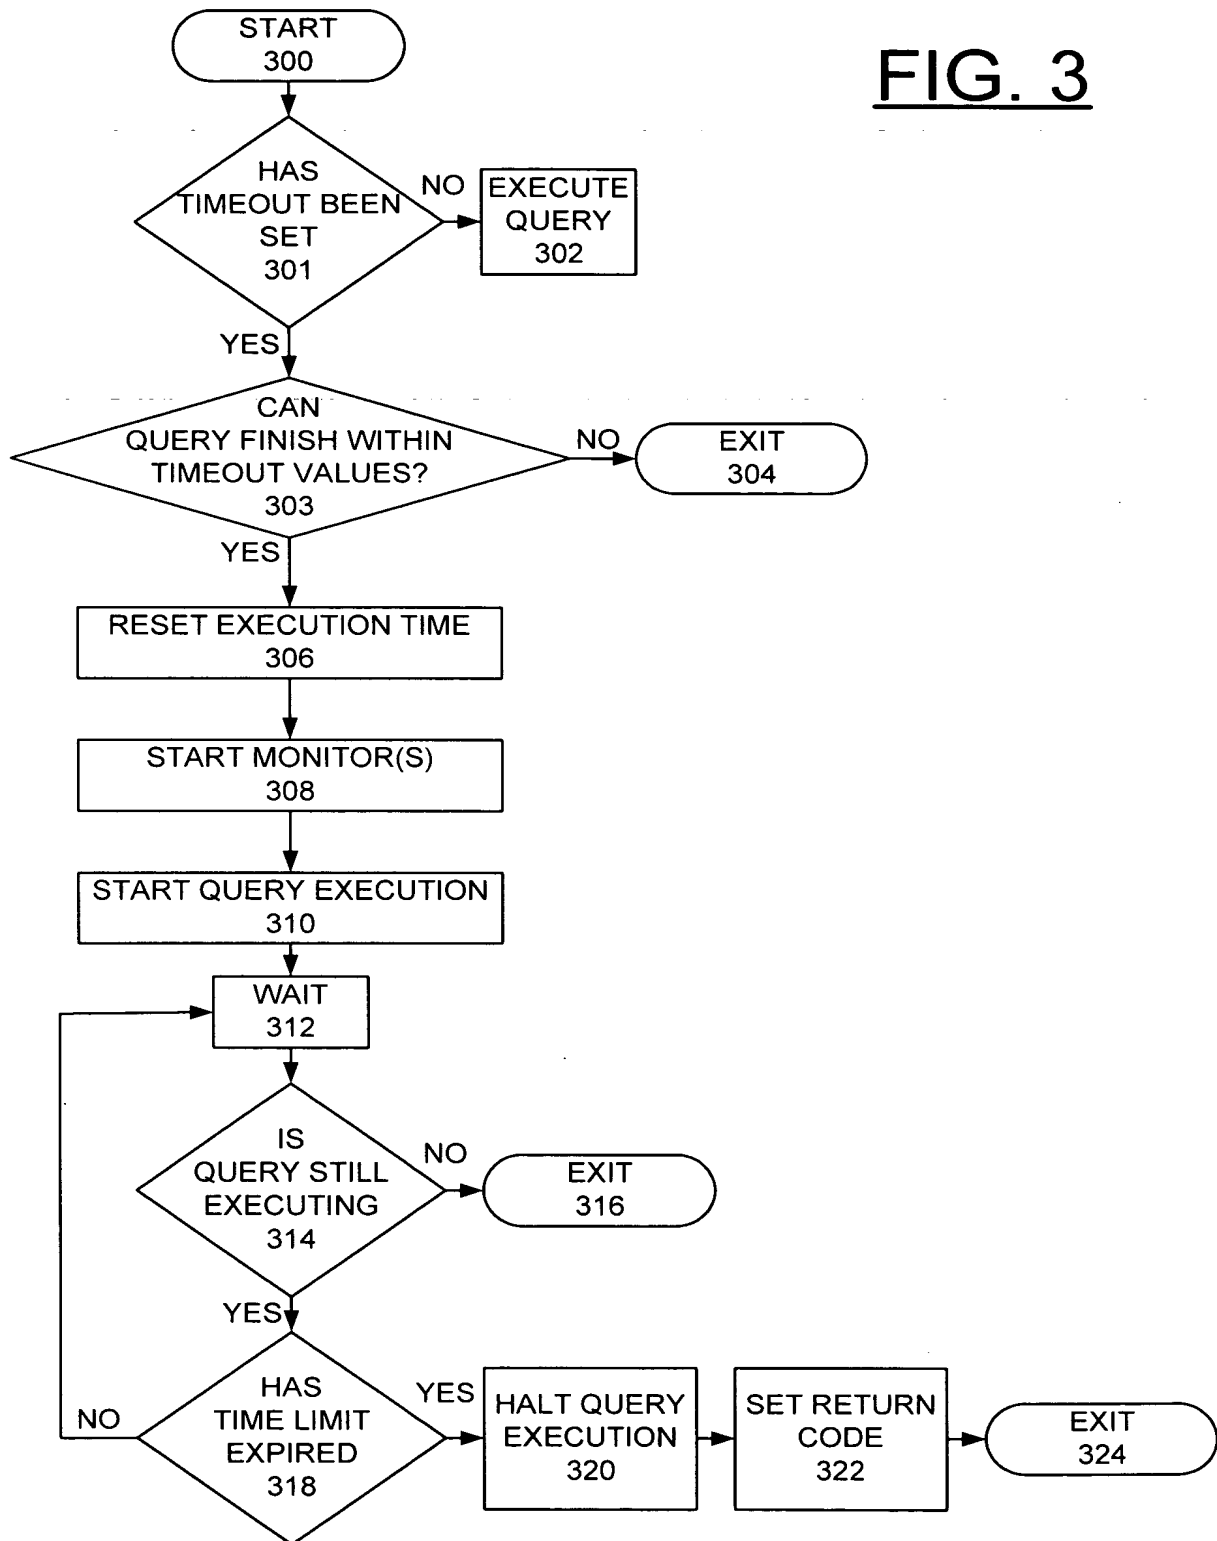 START
300
FIG. 3
HAS
TIMEOUT BEEN
SET
301
NO
EXECUTE
QUERY
302
YES
CAN
QUERY FINISH WITHIN
TIMEOUT VALUES?
303
NO
EXIT
304
YES
RESET EXECUTION TIME
306
START MONITOR(S)
308
START QUERY EXECUTION
310
WAIT
312
IS
QUERY STILL
EXECUTING
314
NO
EXIT
316
YES
HAS
TIME LIMIT
EXPIRED
318
NO
YES
HALT QUERY
EXECUTION
320
SET RETURN
CODE
322
EXIT
324